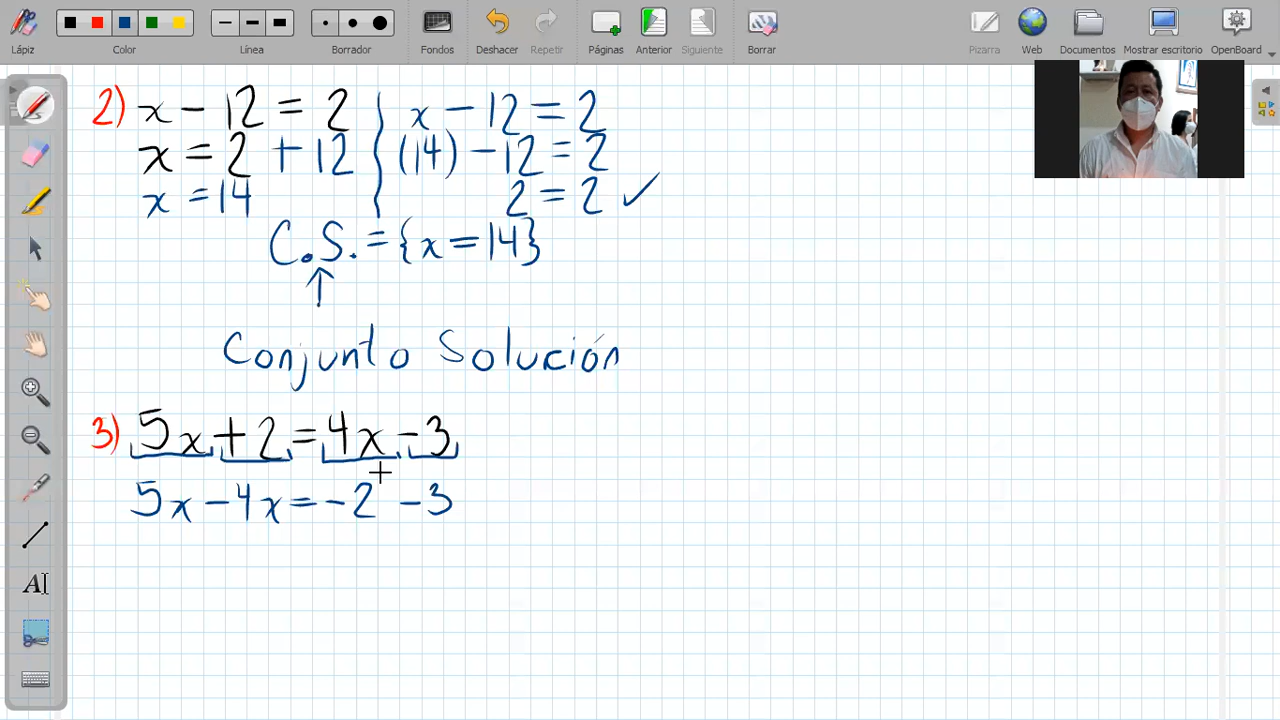 Lápiz
Color
Línea
Borrador
Fondos
Deshacer
Repetir
Páginas
Anterior
Siguiente
Borrar
Pizarra
Web
Documentos
Mostrar escritorio
OpenBoard
2) x - 12 = 2
x = 2 + 12
x = 14
x - 12 = 2
(14) - 12 = 2
2 = 2 ✓
C.S. = {x = 14}
↑
Conjunto Solución
3) 5x + 2 = 4x - 3
5x - 4x = -2 - 3
AI